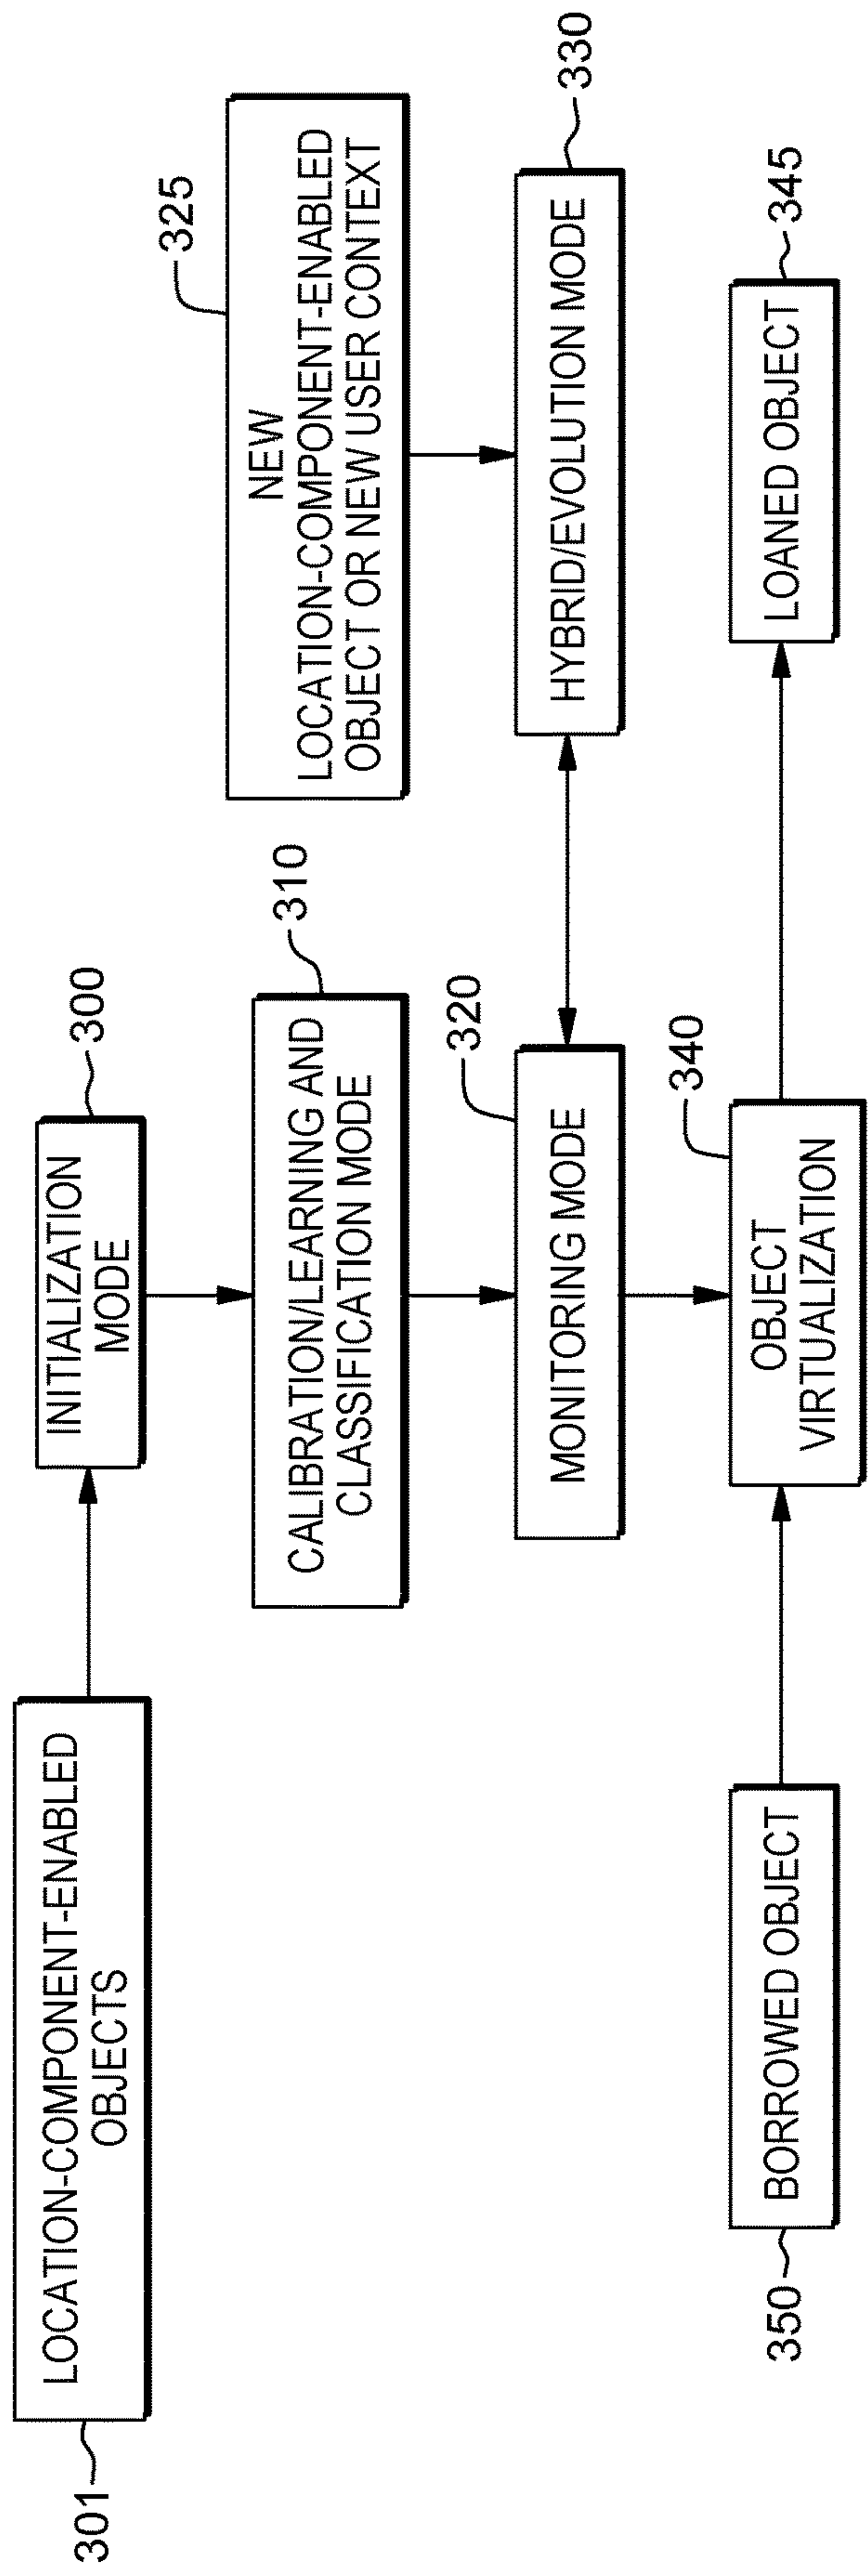 301
LOCATION-COMPONENT-ENABLED
OBJECTS
INITIALIZATION
MODE
300
CALIBRATION/LEARNING AND
CLASSIFICATION MODE
310
NEW
LOCATION-COMPONENT-ENABLED
OBJECT OR NEW USER CONTEXT
325
MONITORING MODE
320
HYBRID/EVOLUTION MODE
330
350
BORROWED OBJECT
OBJECT
VIRTUALIZATION
340
LOANED OBJECT
345